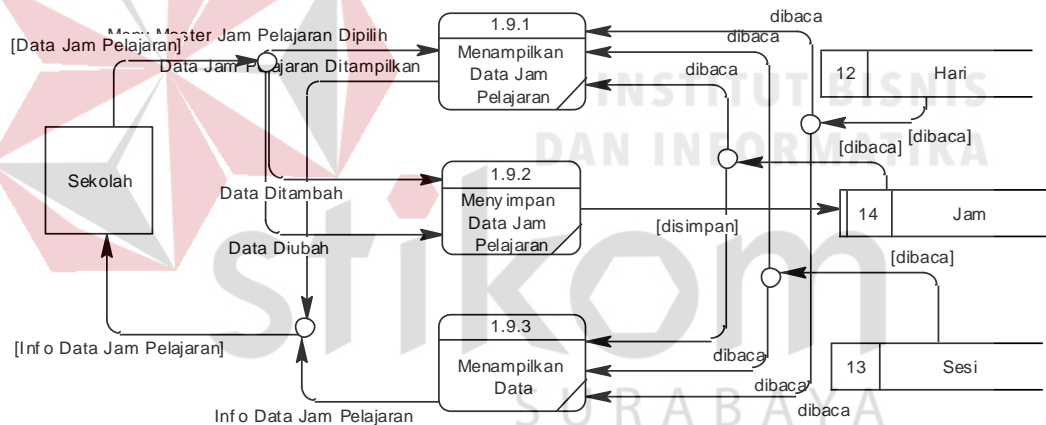 dibaca
1.9.1
Menu Master Jam Pelajaran Dipilih
[Data Jam Pelajaran]
dibaca
Menampilkan
Data Jam
Pelajaran
Data Jam Pelajaran Ditampilkan
dibaca
12
Hari
INSTITUT BISNIS
DAN INFORMATIKA
[dibaca]
[dibaca]
Sekolah
1.9.2
Data Ditambah
Menyimpan
Data Jam
Pelajaran
[disimpan]
14
Jam
Data Diubah
[dibaca]
stikom
1.9.3
[Info Data Jam Pelajaran]
Menampilkan
Data
dibaca
13
Sesi
dibaca
SURABAYA
Info Data Jam Pelajaran
dibaca